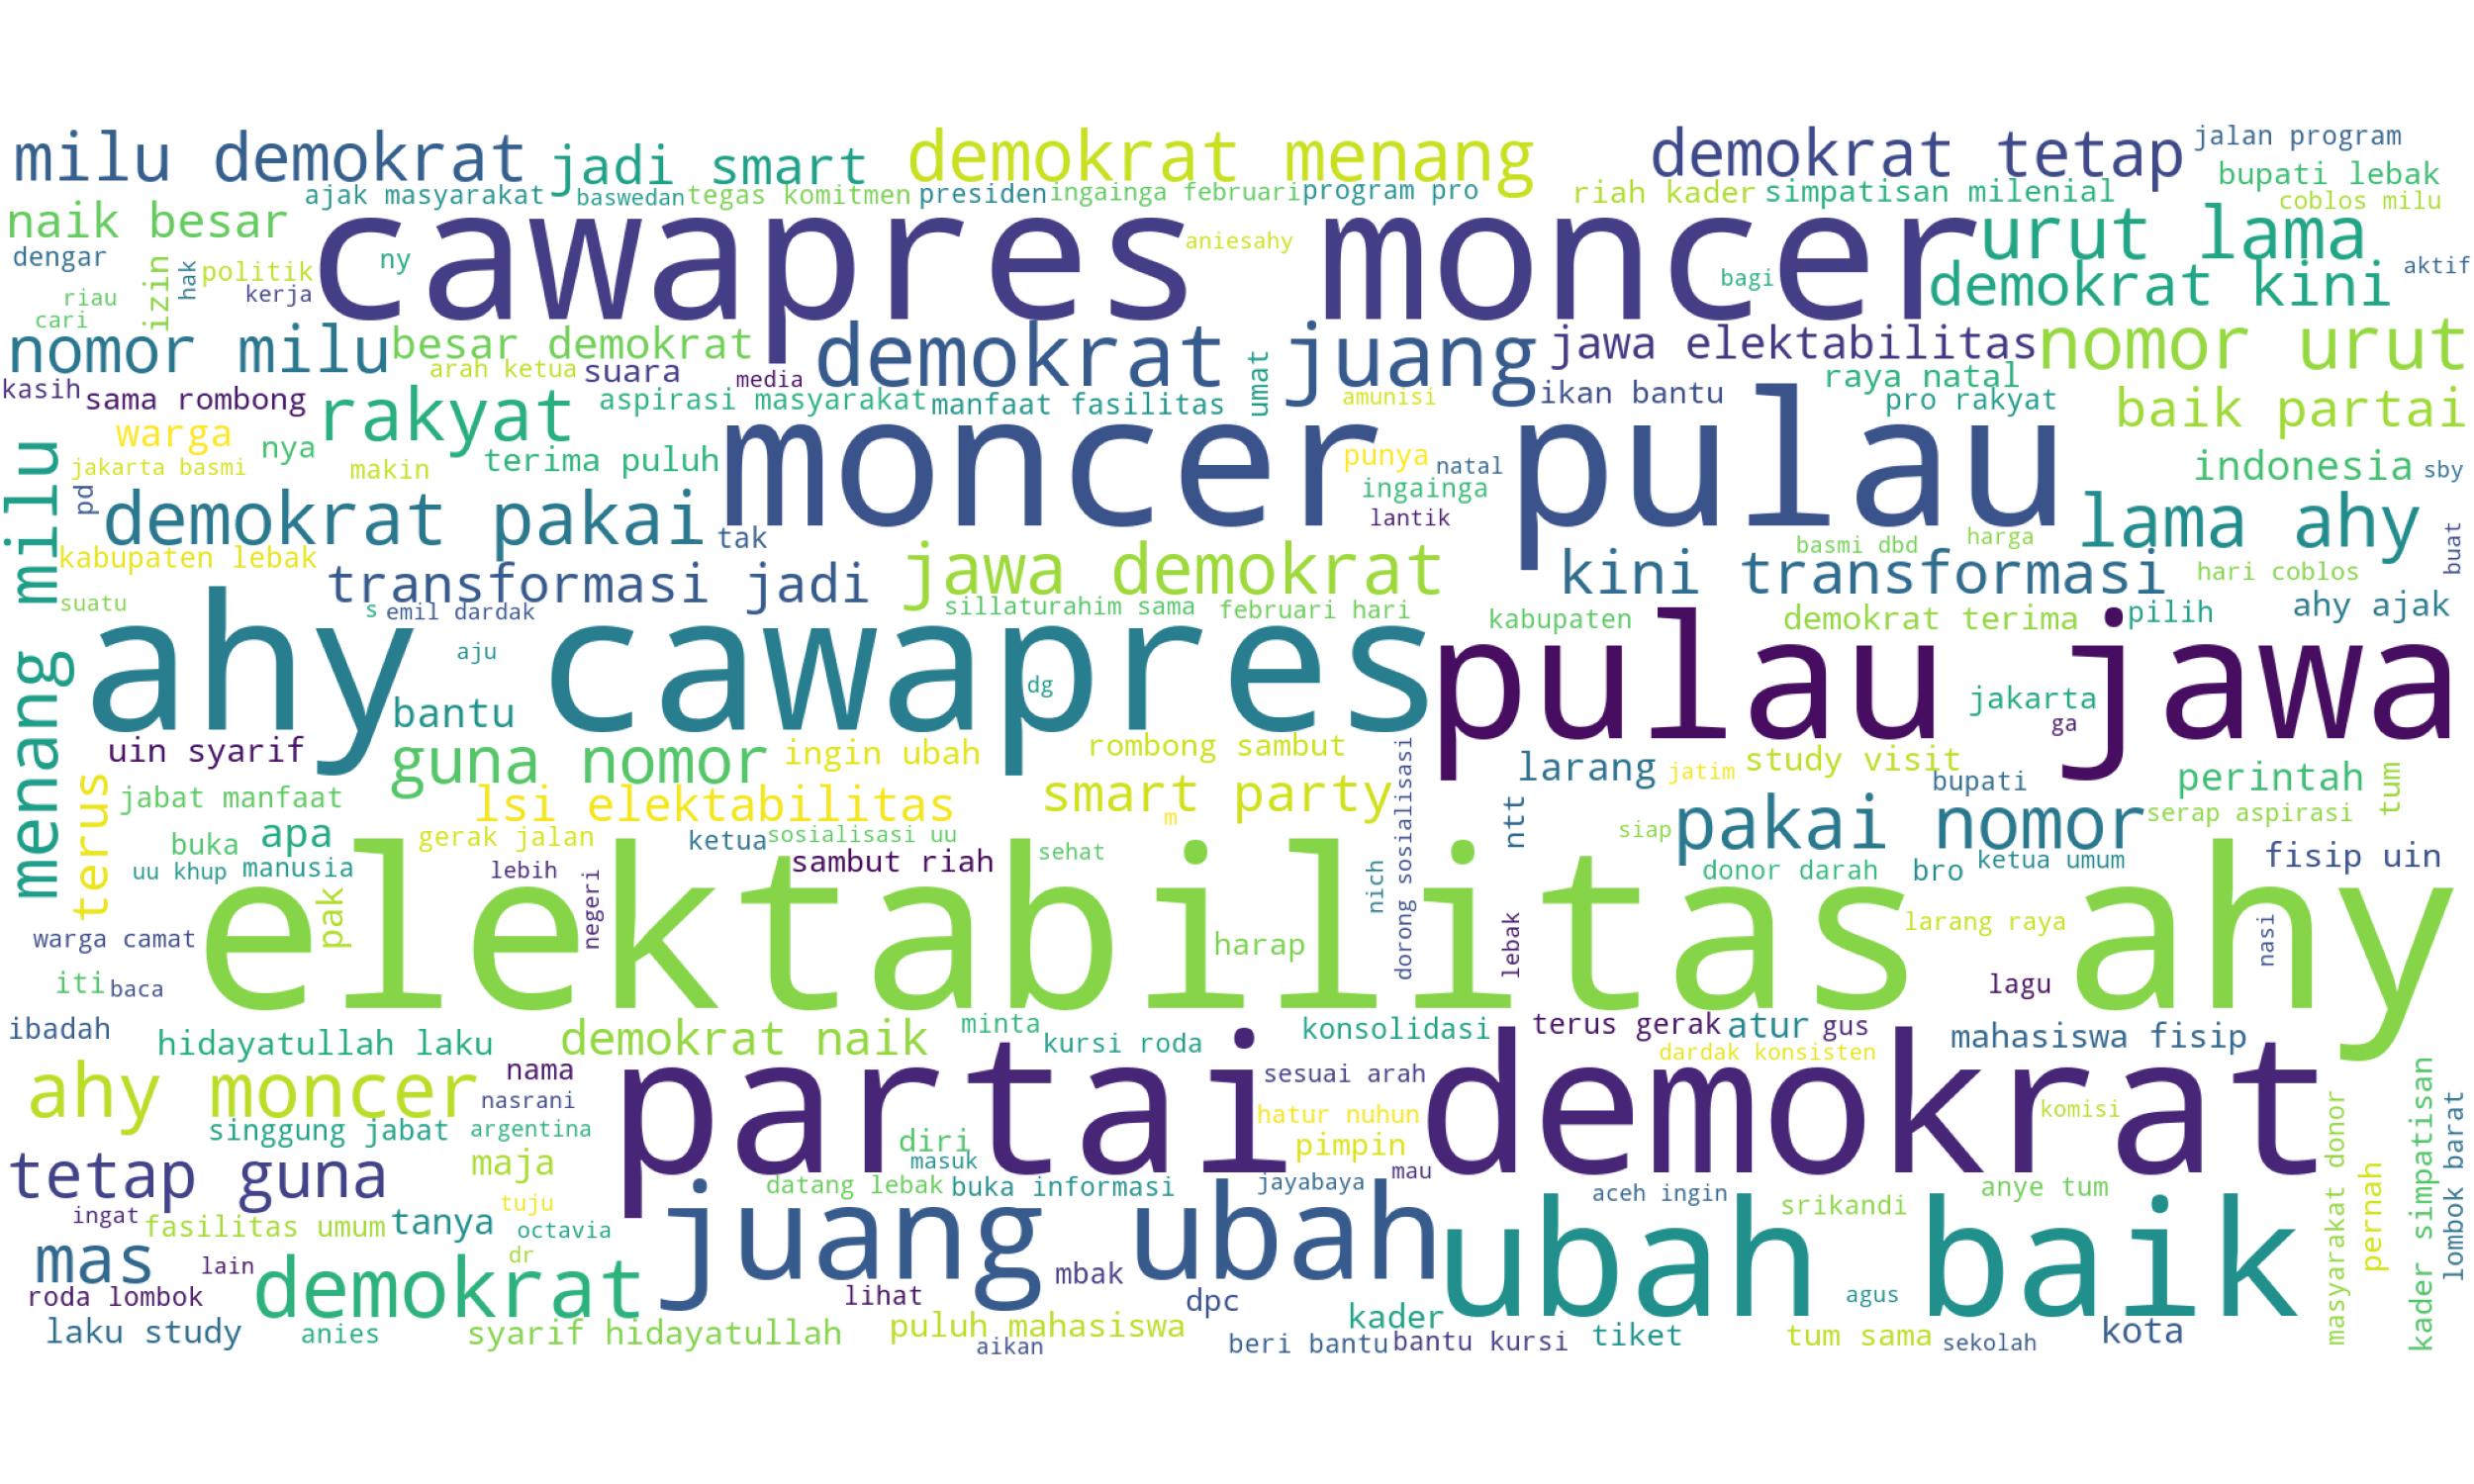 milu demokrat
jadi smart
demokrat menang
demokrat tetap
jalan program
ajak masyarakat
baswedan
tegas komitmen
presiden
ingainga februari
program pro
riah kader
simpatisan milenial
bupati lebak
coblos milu
naik besar
cawapres moncer
urut lama
aniesahy
dengar
hak
politik
ny
izin
kerja
riau
cari
bagi
demokrat kini
aktif
nomor milu
besar demokrat
demokrat juang
jawa elektabilitas
nomor urut
arah ketua
suara
media
umat
raya natal
kasih
sama rombong
rakyat
aspirasi masyarakat
manfaat fasilitas
amunisi
ikan bantu
pro rakyat
baik partai
warga
nya
moncer pulau
jakarta basmi
makin
terima puluh
punya
natal
ingainga
lantik
indonesia
sby
menang milu
pd
demokrat pakai
tak
lama ahy
buat
kabupaten lebak
transformasi jadi
jawa demokrat
basmi dbd
harga
kini transformasi
hari coblos
suatu
s
emil dardak
sillaturahim sama
februari hari
kabupaten
demokrat terima
pilih
ahy ajak
ahy cawapres
aju
dg
pulau jawa
jakarta
ga
bantu
uin syarif
guna nomor
ingin ubah
rombong sambut
dorong sosialisasi
larang
jatim
study visit
bupati
perintah
tum
terus
jabat manfaat
lsi elektabilitas
smart party
m
ntt
siap
pakai nomor
serap aspirasi
buka
apa
gerak jalan
ketua
sosialisasi uu
uu khup
manusia
lebih
sambut riah
sehat
nich
donor darah
bro
ketua umum
fisip uin
elektabilitas ahy
pak
negeri
warga camat
harap
lebak
larang raya
nasi
iti
baca
lagu
ibadah
hidayatullah laku
demokrat naik
minta
kursi roda
konsolidasi
terus gerak
atur
gus
mahasiswa fisip
dardak konsisten
ahy moncer
nama
nasrani
partai demokrat
sesuai arah
hatur nuhun
komisi
singgung jabat
argentina
diri
masuk
pimpin
mau
tetap guna
maja
datang lebak
buka informasi
jayabaya
aceh ingin
anye tum
srikandi
masyarakat donor
pernah
kader simpatisan
lombok barat
ingat
fasilitas umum
tanya
tuju
octavia
dr
juang ubah
ubah baik
mas
lain
demokrat
mbak
agus
roda lombok
lihat
dpc
kader
laku study
anies
syarif hidayatullah
puluh mahasiswa
aikan
beri bantu
bantu kursi
tiket
tum sama
sekolah
kota